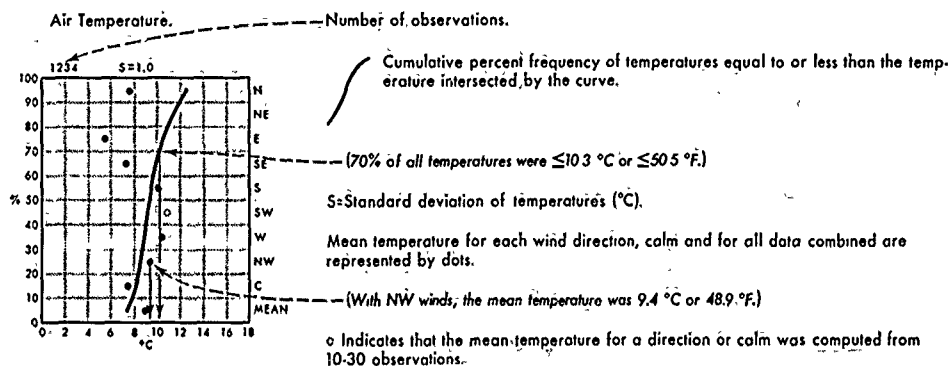 Air Temperature.
Number of observations.
1234
S=1.0
Cumulative percent frequency of temperatures equal to or less than the temp-
erature intersected by the curve.
100
90
80
70
60
50
40
30
20
10
0
%
N
NE
E
SE
S
SW
W
NW
C
MEAN
0 2 4 6 8 10 12 14 16 18
°C
(70% of all temperatures were ≤10 3 °C or ≤50 5 °F.)
S=Standard deviation of temperatures (°C).
Mean temperature for each wind direction, calm and for all data combined are
represented by dots.
(With NW winds, the mean temperature was 9.4 °C or 48.9 °F.)
o Indicates that the mean temperature for a direction or calm was computed from
10-30 observations.